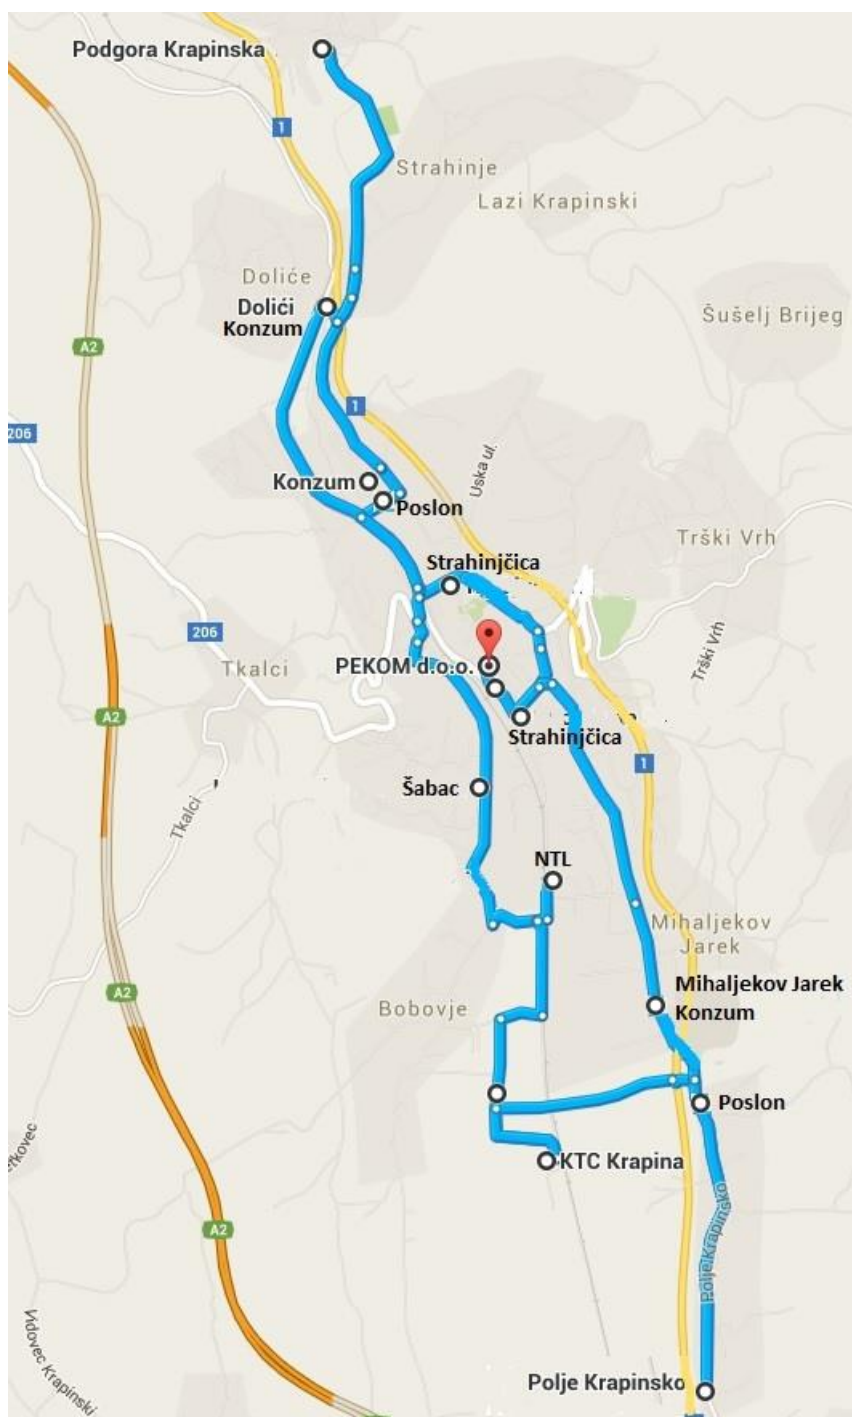 Podgora Krapinska
1
Strahinje
Lazi Krapinski
Doliće
Dolići
Konzum
Šušelj Brijeg
A2
1
206
Uska ul.
Konzum
Poslon
Trški Vrh
Strahinjčica
206
Tkalci
PEKOM d.o.o.
Trški Vrh
A2
Strahinjčica
1
Šabac
Tkalci
NTL
Mihaljekov
Jarek
A2
Mihaljekov Jarek
Konzum
Bobovje
Poslon
KTC Krapina
A2
Polje Krapinsko
Vidovec Krapinski
Polje Krapinsko